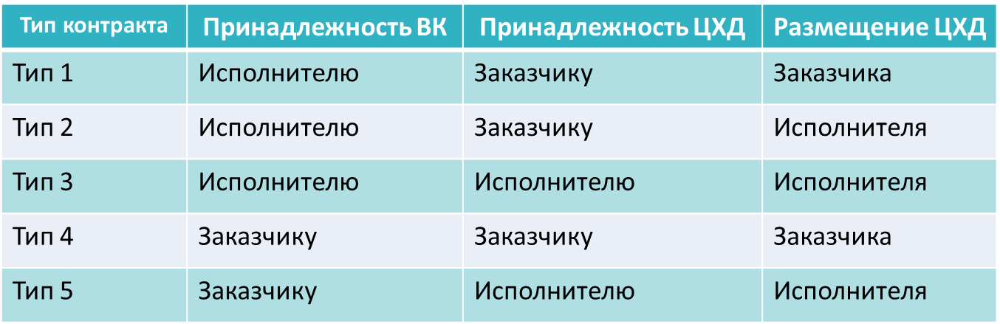 Тип контракта Принадлежность ВК Принадлежность ЦХД Размещение ЦХД
Тип 1 Исполнителю Заказчику Заказчика
Тип 2 Исполнителю Заказчику Исполнителя
Тип 3 Исполнителю Исполнителю Исполнителя
Тип 4 Заказчику Заказчику Заказчика
Тип 5 Заказчику Исполнителю Исполнителя